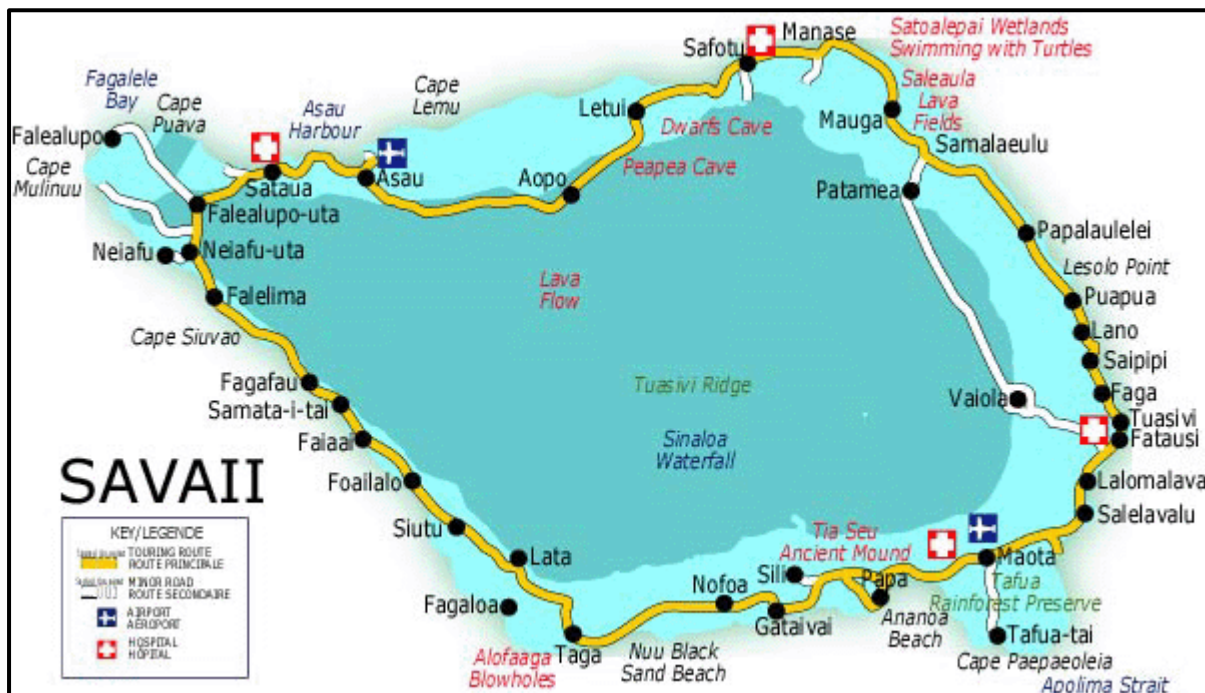 Manase
Satoalepai Wetlands
Swimming with Turtles
Safotu
Fagalele
Bay
Cape
Puava
Asau
Harbour
Cape
Lemu
Saleaula
Lava
Fields
Letui
Dwarfs Cave
Mauga
Falealupo
Samalaeulu
Cape
Mulinuu
Sataua
Asau
Aopo
Peapea Cave
Patamea
Falealupo-uta
Papalaulelei
Neiafu
Neiafu-uta
Lesolo Point
Lava
Flow
Falelima
Puapua
Cape Siuvao
Lano
Saipipi
Fagafau
Tuasivi Ridge
Faga
Samata-i-tai
Vaiola
Tuasivi
Faiaai
Fatausi
Sinaloa
Waterfall
SAVAII
Foailalo
Lalomalava
Siutu
Salelavalu
Tia Seu
Ancient Mound
Lata
Maota
Sili
Papa
Tafua
Rainforest Preserve
Nofoa
Fagaloa
Gataivai
Ananoa
Beach
Tafua-tai
Taga
Nuu Black
Sand Beach
Alofaaga
Blowholes
Cape Paepaeoleia
Apolima Strait
KEY/LEGENDE
TOURING ROUTE
ROUTE PRINCIPALE
MINOR ROAD
ROUTE SECONDAIRE
AIRPORT
AÉROPORT
HOSPITAL
HÔPITAL